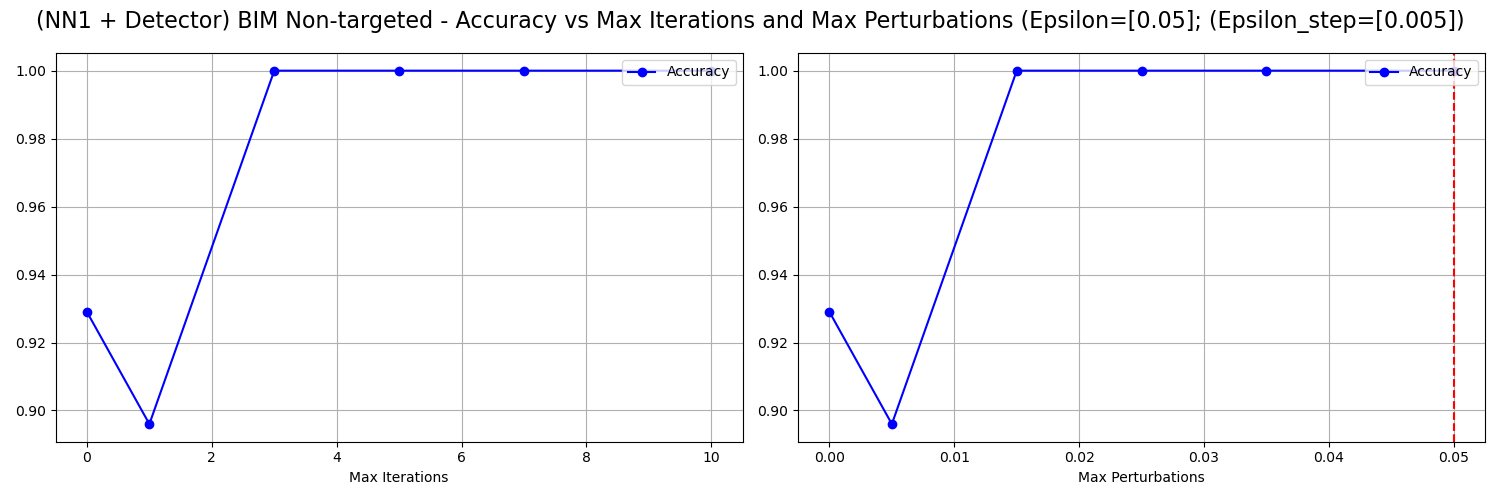 (NN1 + Detector) BIM Non-targeted - Accuracy vs Max Iterations and Max Perturbations (Epsilon=[0.05]; (Epsilon_step=[0.005])
1.00
0.98
0.96
0.94
0.92
0.90
Accuracy
0 2 4 6 8 10
Max Iterations
1.00
0.98
0.96
0.94
0.92
0.90
Accuracy
0.00 0.01 0.02 0.03 0.04 0.05
Max Perturbations